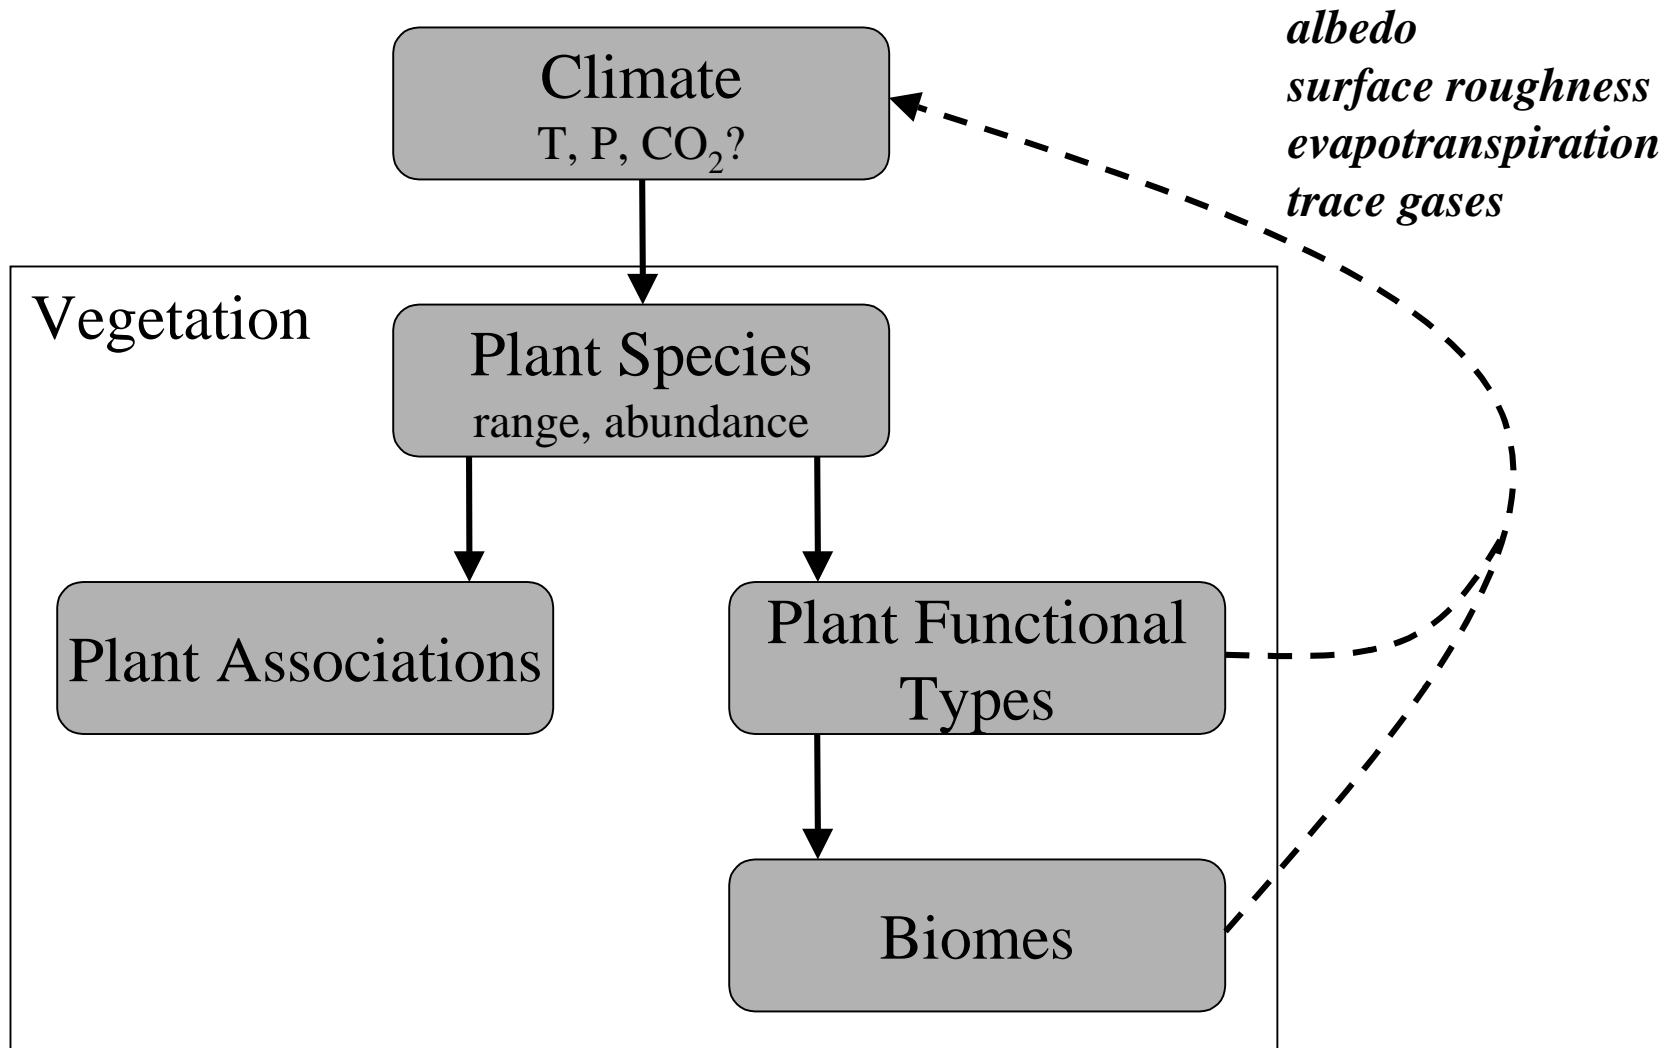 albedo
surface roughness
evapotranspiration
trace gases
Climate
T, P, CO₂?
Vegetation
Plant Species
range, abundance
Plant Associations
Plant Functional
Types
Biomes